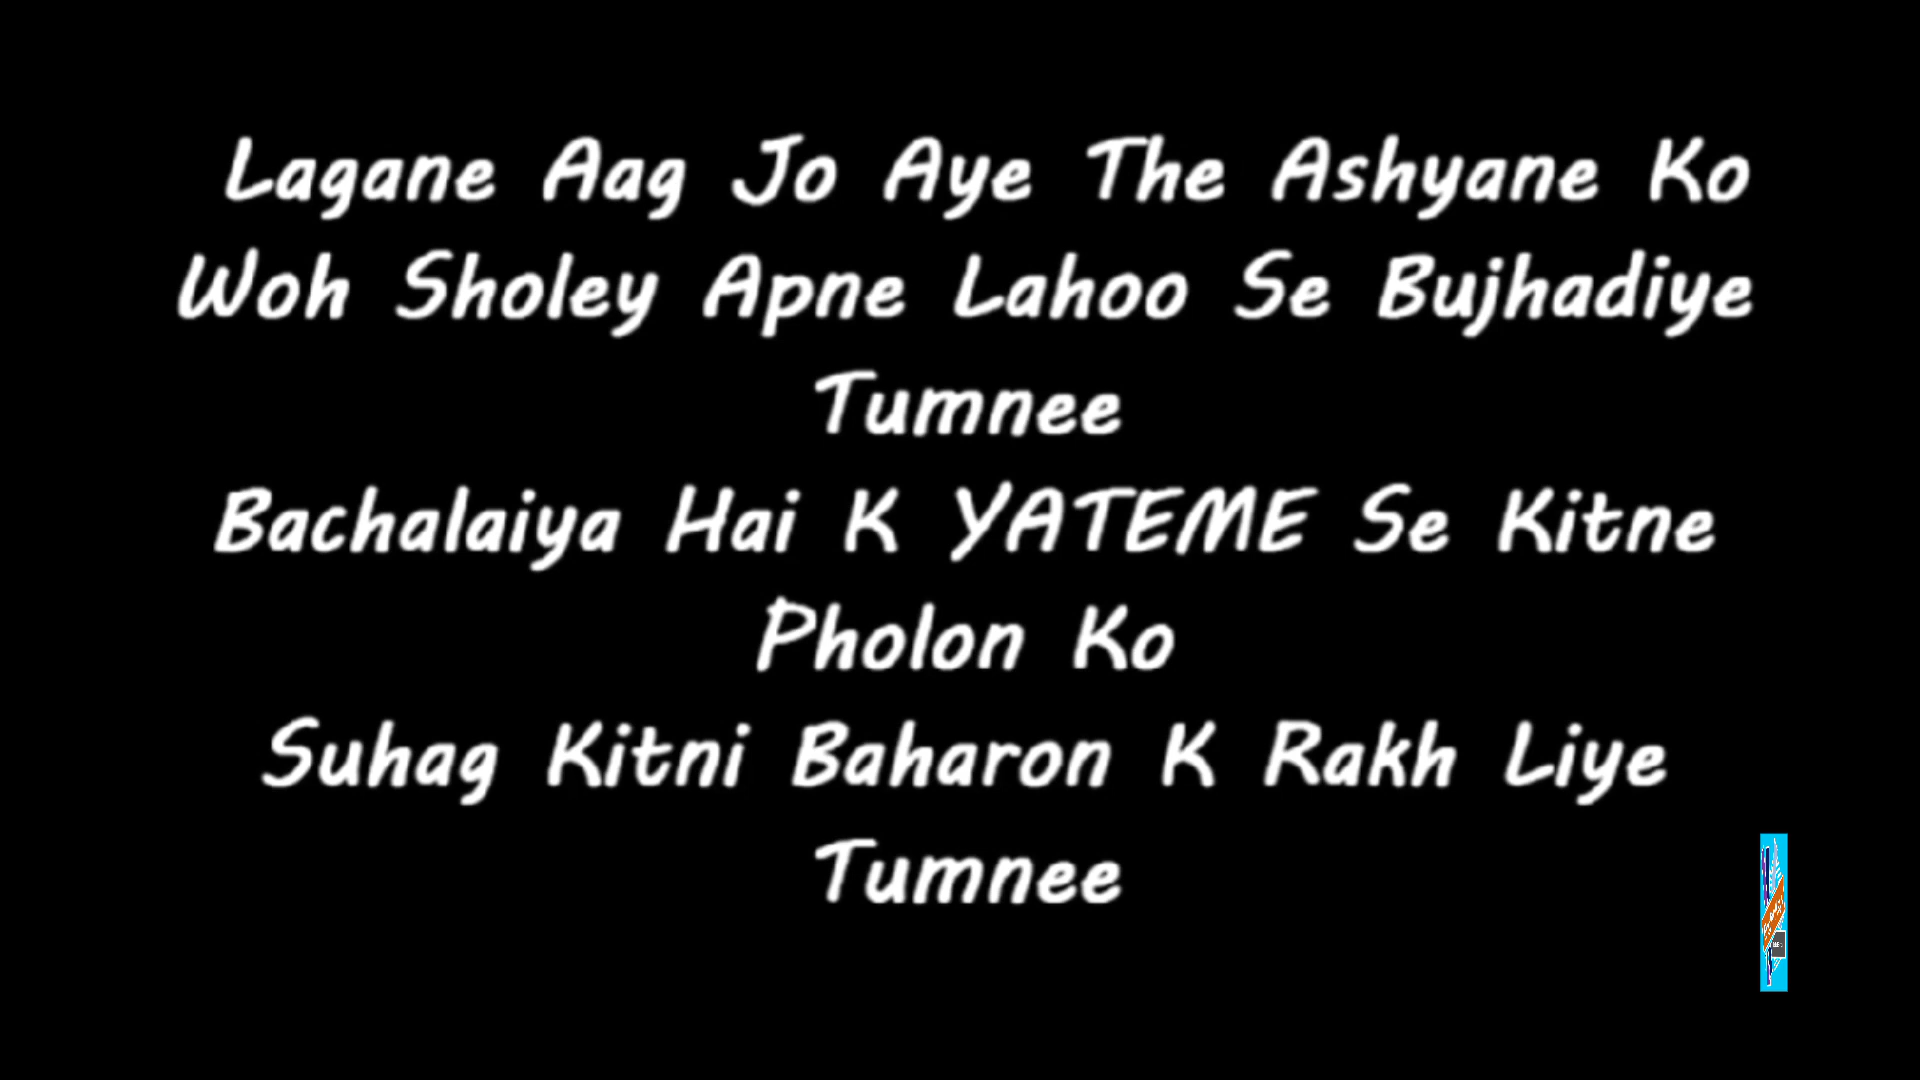 Lagane Aag Jo Aye The Ashyane Ko
Woh Sholey Apne Lahoo Se Bujhadiye
Tumnee
Bachalaiya Hai K YATEME Se Kitne
Pholon Ko
Suhag Kitni Baharon K Rakh Liye
Tumnee